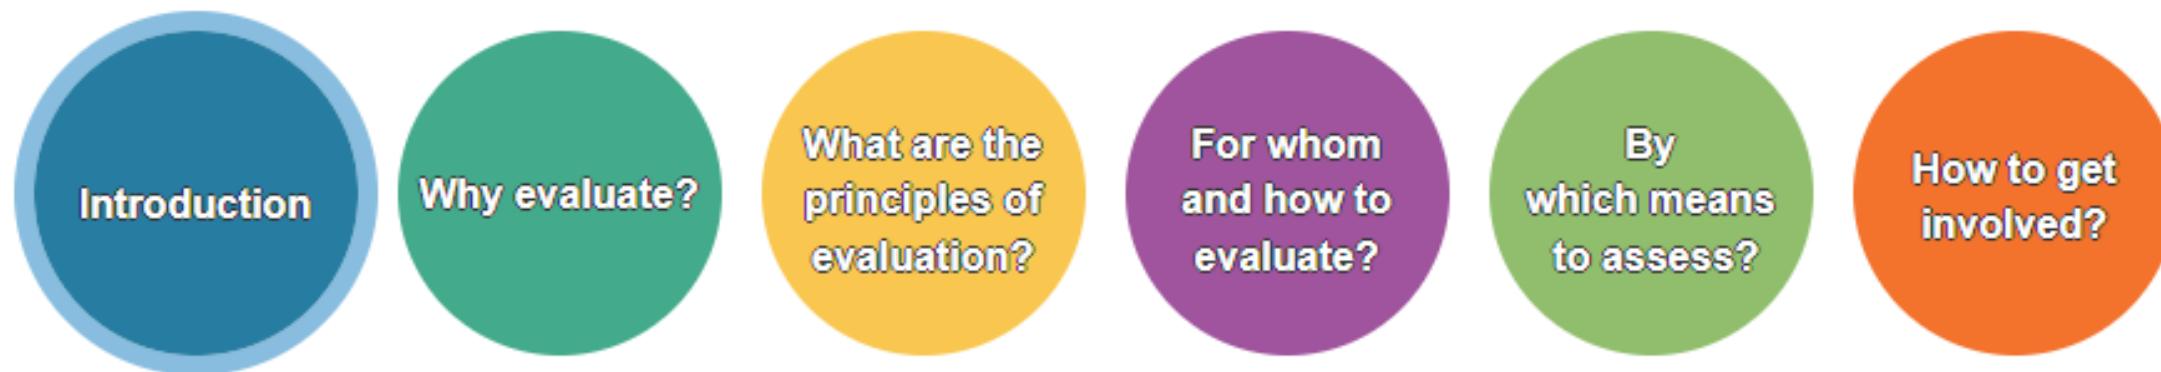 Introduction
Why evaluate?
What are the
principles of
evaluation?
For whom
and how to
evaluate?
By
which means
to assess?
How to get
involved?